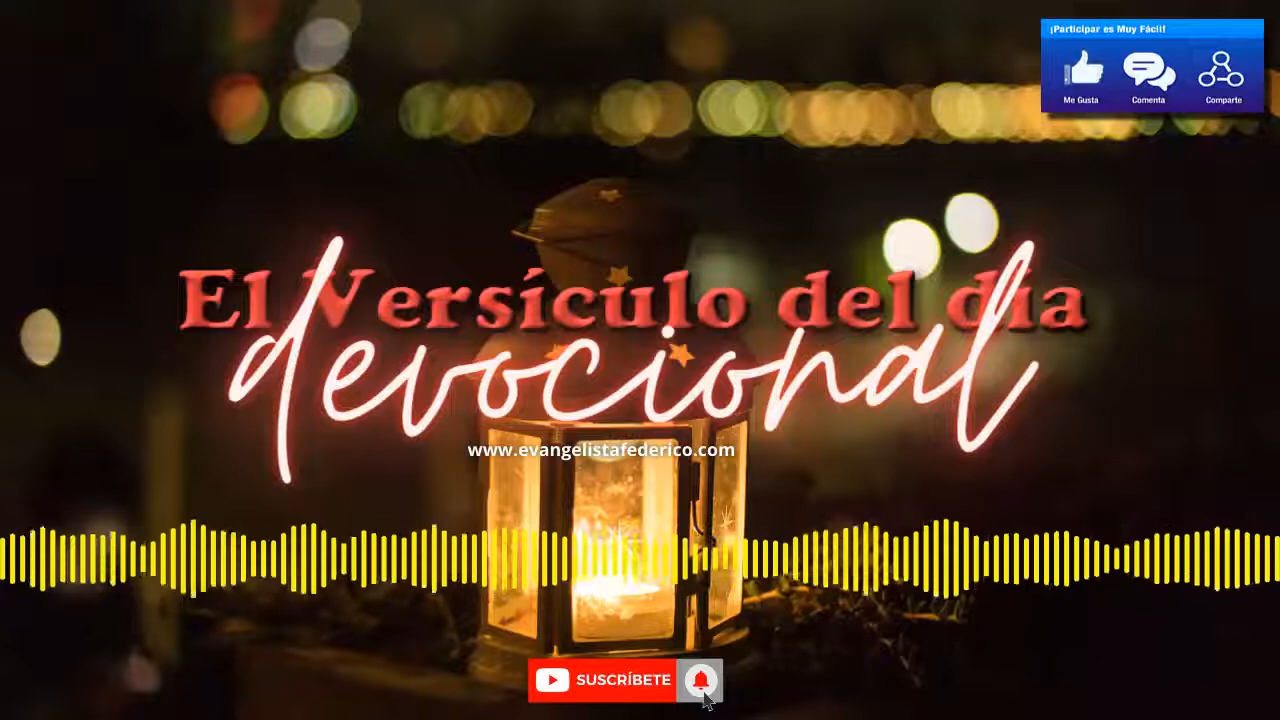 ¡Participar es Muy Fácil!
Me Gusta Comenta Comparte
El Versículo del día
devocional
www.evangelistafederico.com
SUSCRÍBETE